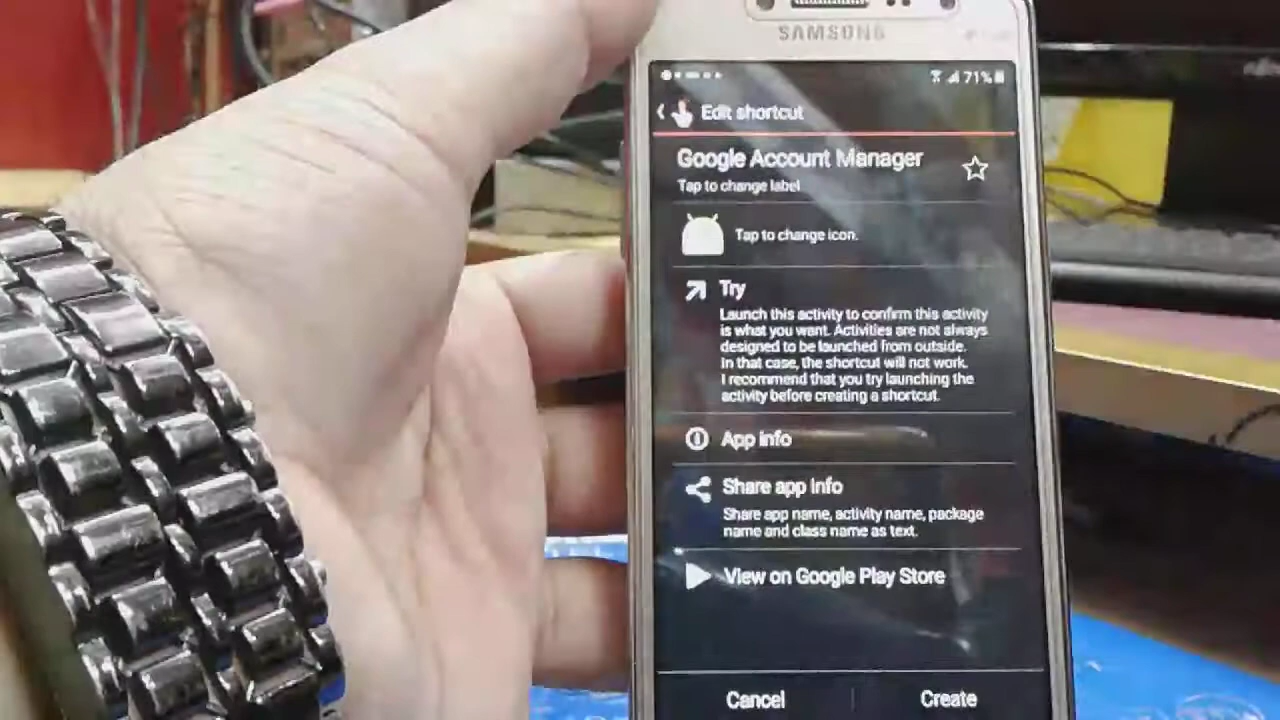 SAMSUNG
71%
Edit shortcut
Google Account Manager
Tap to change label
Tap to change icon.
Try
Launch this activity to confirm this activity
is what you want. Activities are not always
designed to be launched from outside.
In that case, the shortcut will not work.
I recommend that you try launching the
activity before creating a shortcut.
App info
Share app info
Share app name, activity name, package
name and class name as text.
View on Google Play Store
Cancel
Create